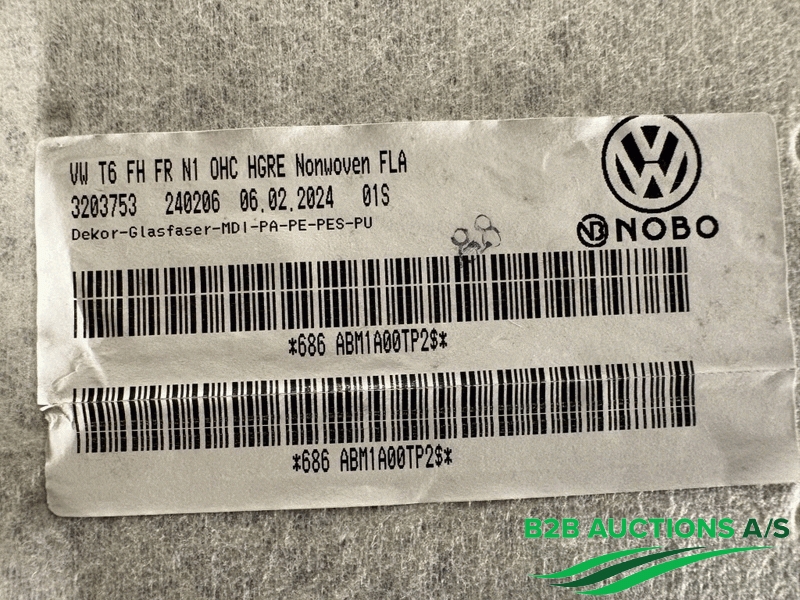 VW T6 FH FR N1 OHC HGRE Nonwoven FLA
3203753 240206 06.02.2024 01S
Dekor-Glasfaser-MDI-PA-PE-PES-PU
NB NOBO
*686 ABM1A00TP2$*
*686 ABM1A00TP2$*
B2B AUCTIONS A/S